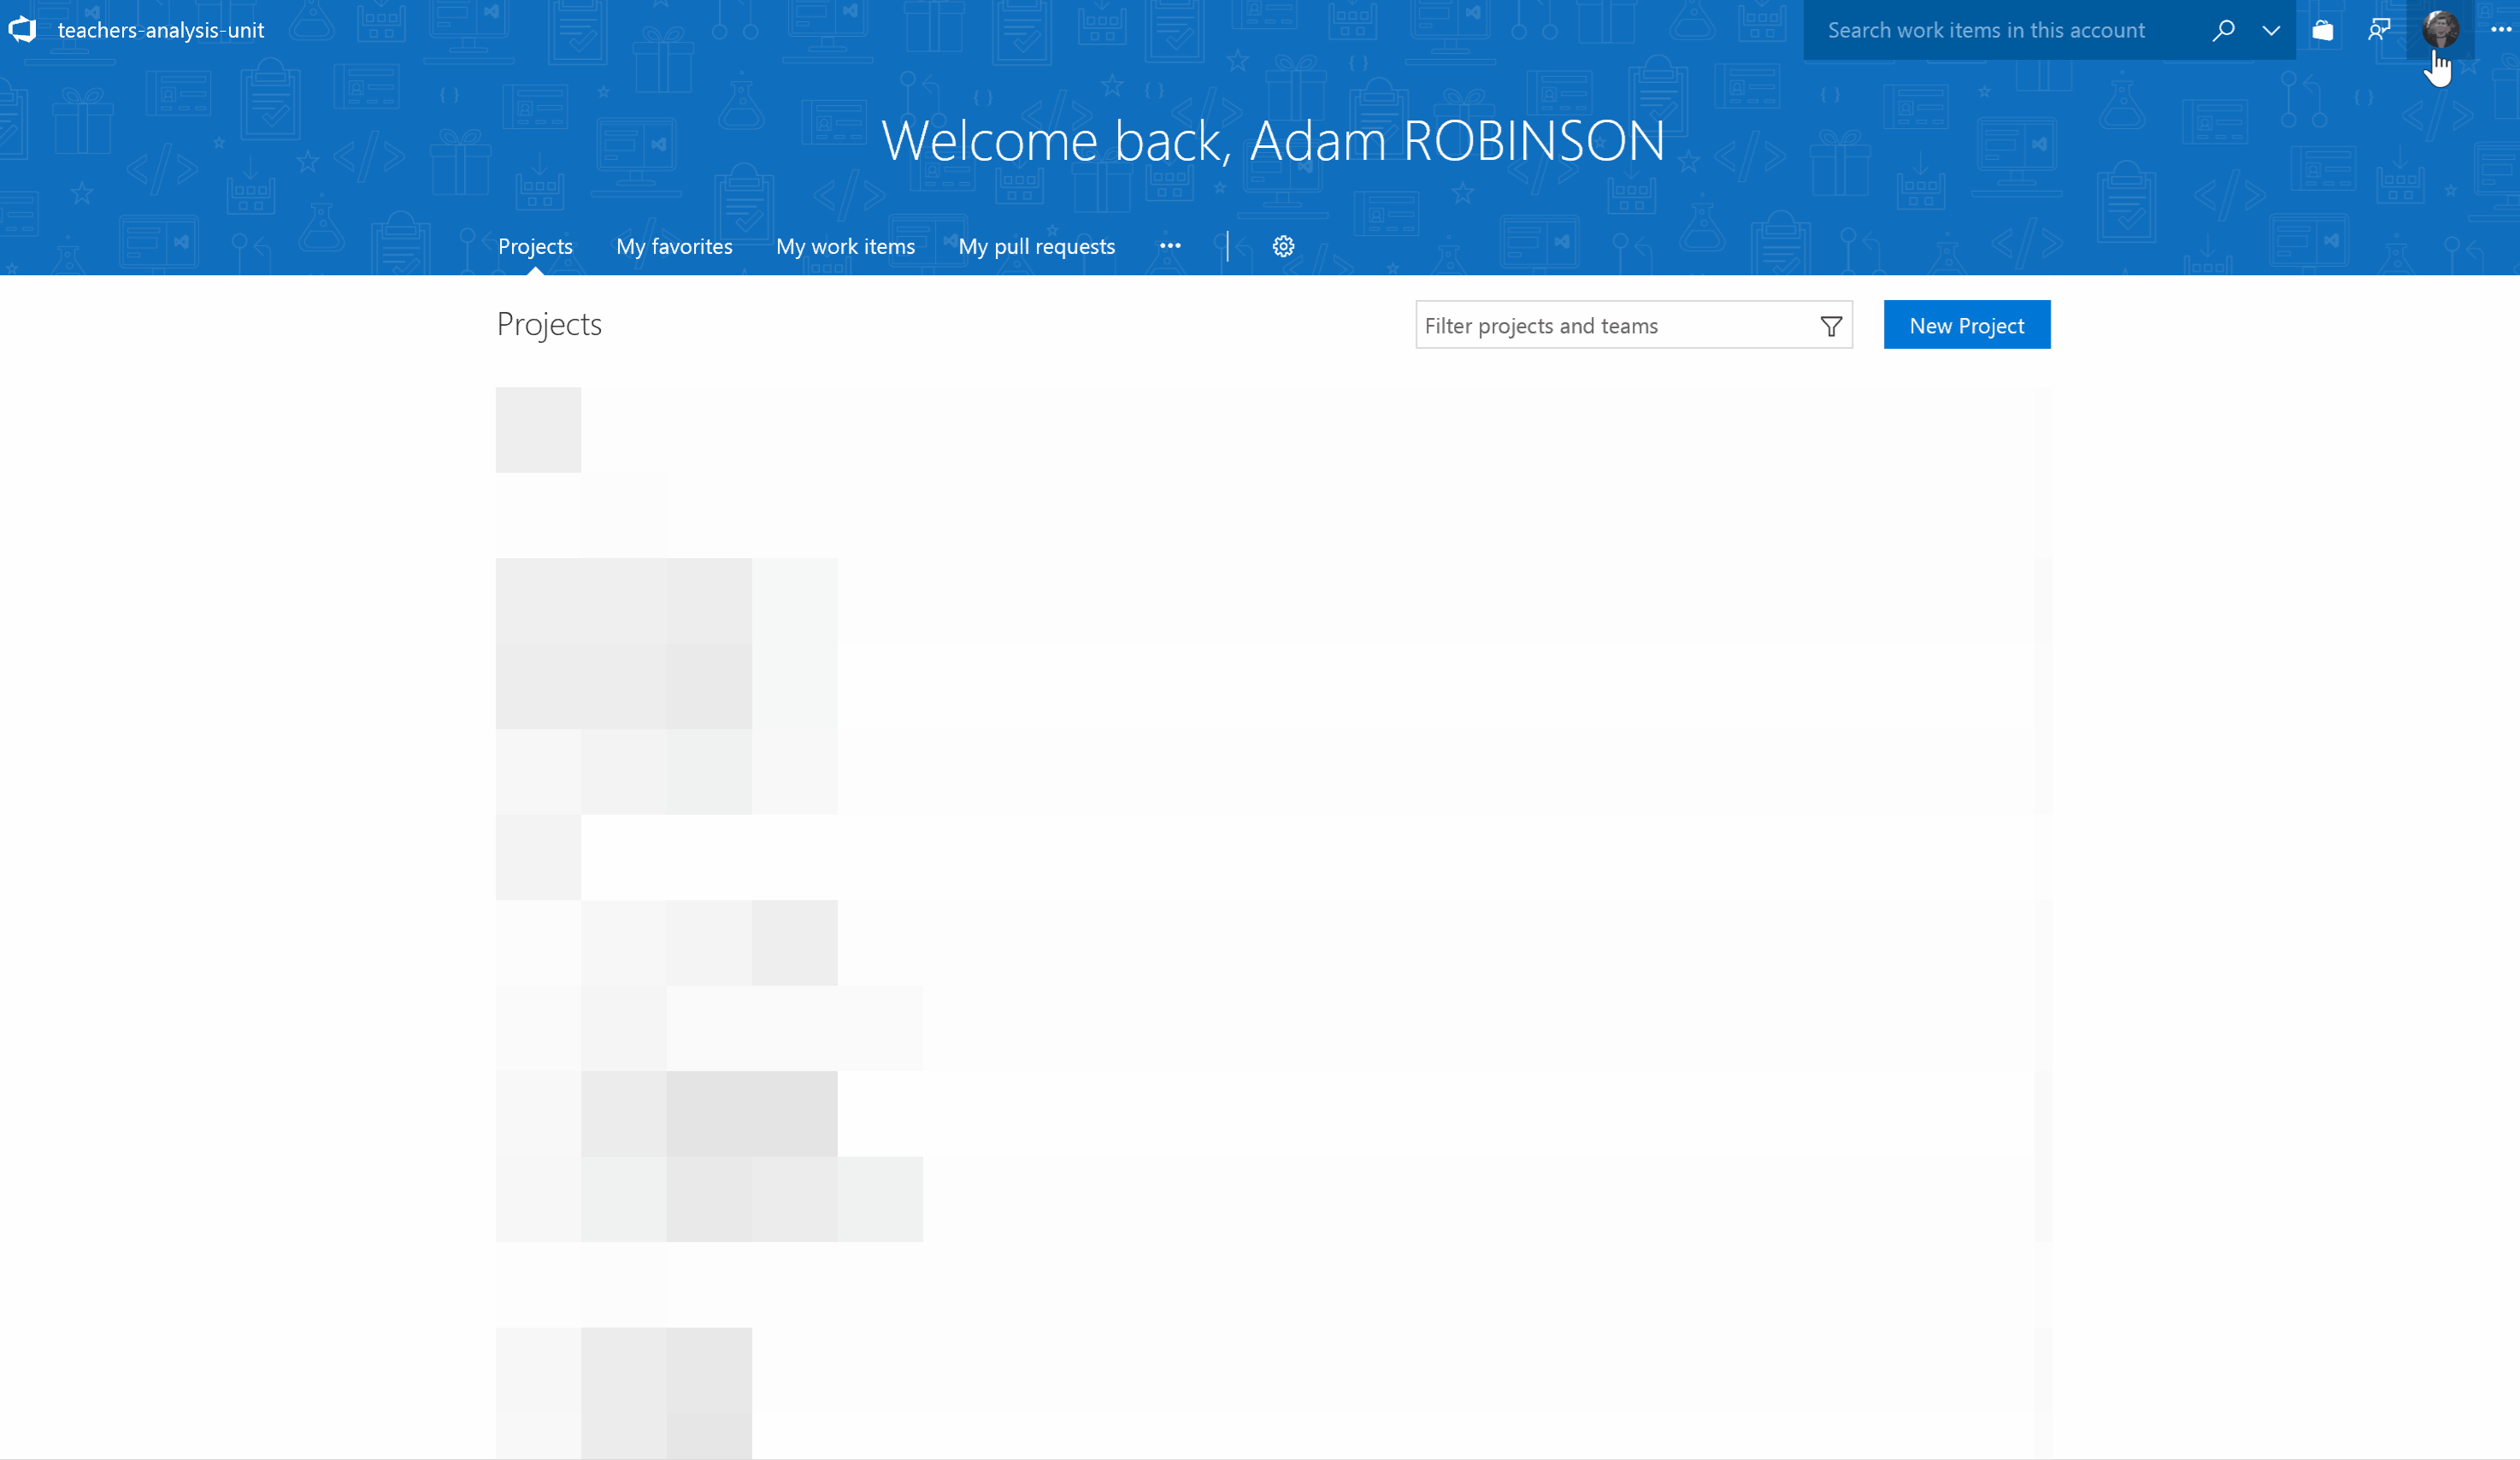 teachers-analysis-unit
Search work items in this account
Welcome back, Adam ROBINSON
Projects My favorites My work items My pull requests
Projects
Filter projects and teams
New Project